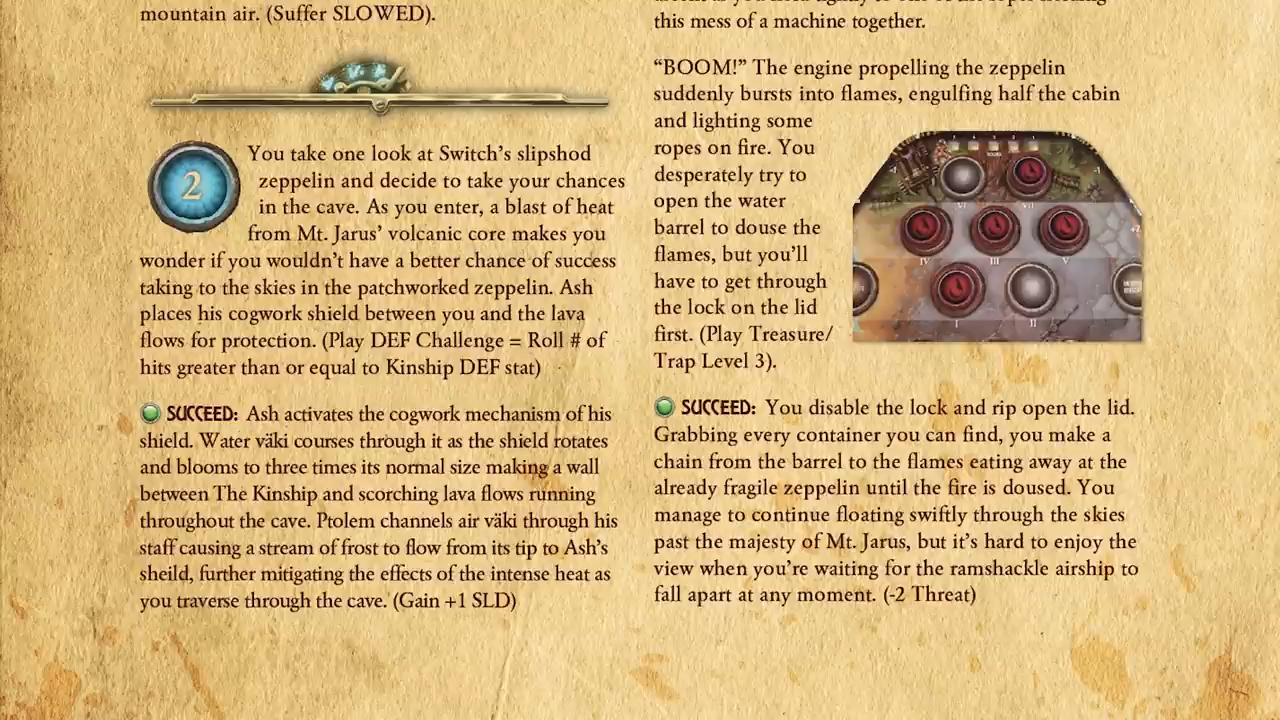 mountain air. (Suffer SLOWED).
2
You take one look at Switch's slipshod
zeppelin and decide to take your chances
in the cave. As you enter, a blast of heat
from Mt. Jarus' volcanic core makes you
wonder if you wouldn't have a better chance of success
taking to the skies in the patchworked zeppelin. Ash
places his cogwork shield between you and the lava
flows for protection. (Play DEF Challenge = Roll # of
hits greater than or equal to Kinship DEF stat)
SUCCEED: Ash activates the cogwork mechanism of his
shield. Water väki courses through it as the shield rotates
and blooms to three times its normal size making a wall
between The Kinship and scorching lava flows running
throughout the cave. Ptolem channels air väki through his
staff causing a stream of frost to flow from its tip to Ash's
sheild, further mitigating the effects of the intense heat as
you traverse through the cave. (Gain +1 SLD)
this mess of a machine together.
“BOOM!” The engine propelling the zeppelin
suddenly bursts into flames, engulfing half the cabin
and lighting some
ropes on fire. You
desperately try to
open the water
barrel to douse the
flames, but you'll
have to get through
the lock on the lid
first. (Play Treasure/
Trap Level 3).
VI VII
IV III V
I II
SUCCEED: You disable the lock and rip open the lid.
Grabbing every container you can find, you make a
chain from the barrel to the flames eating away at the
already fragile zeppelin until the fire is doused. You
manage to continue floating swiftly through the skies
past the majesty of Mt. Jarus, but it's hard to enjoy the
view when you're waiting for the ramshackle airship to
fall apart at any moment. (-2 Threat)